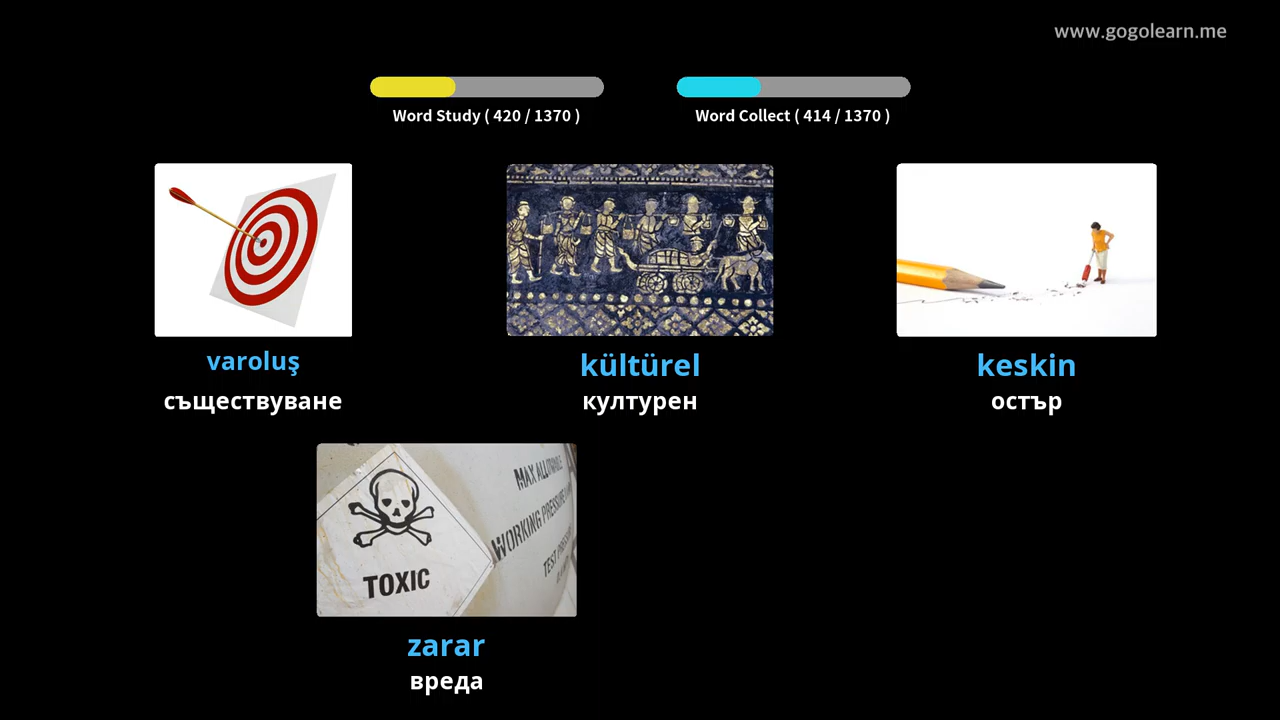 www.gogolearn.me
Word Study ( 420 / 1370 )
Word Collect ( 414 / 1370 )
varoluş
съществуване
kültürel
културен
keskin
остър
MAX ALLOWABLE
WORKING PRESSURE
TEST
TOXIC
zarar
вреда